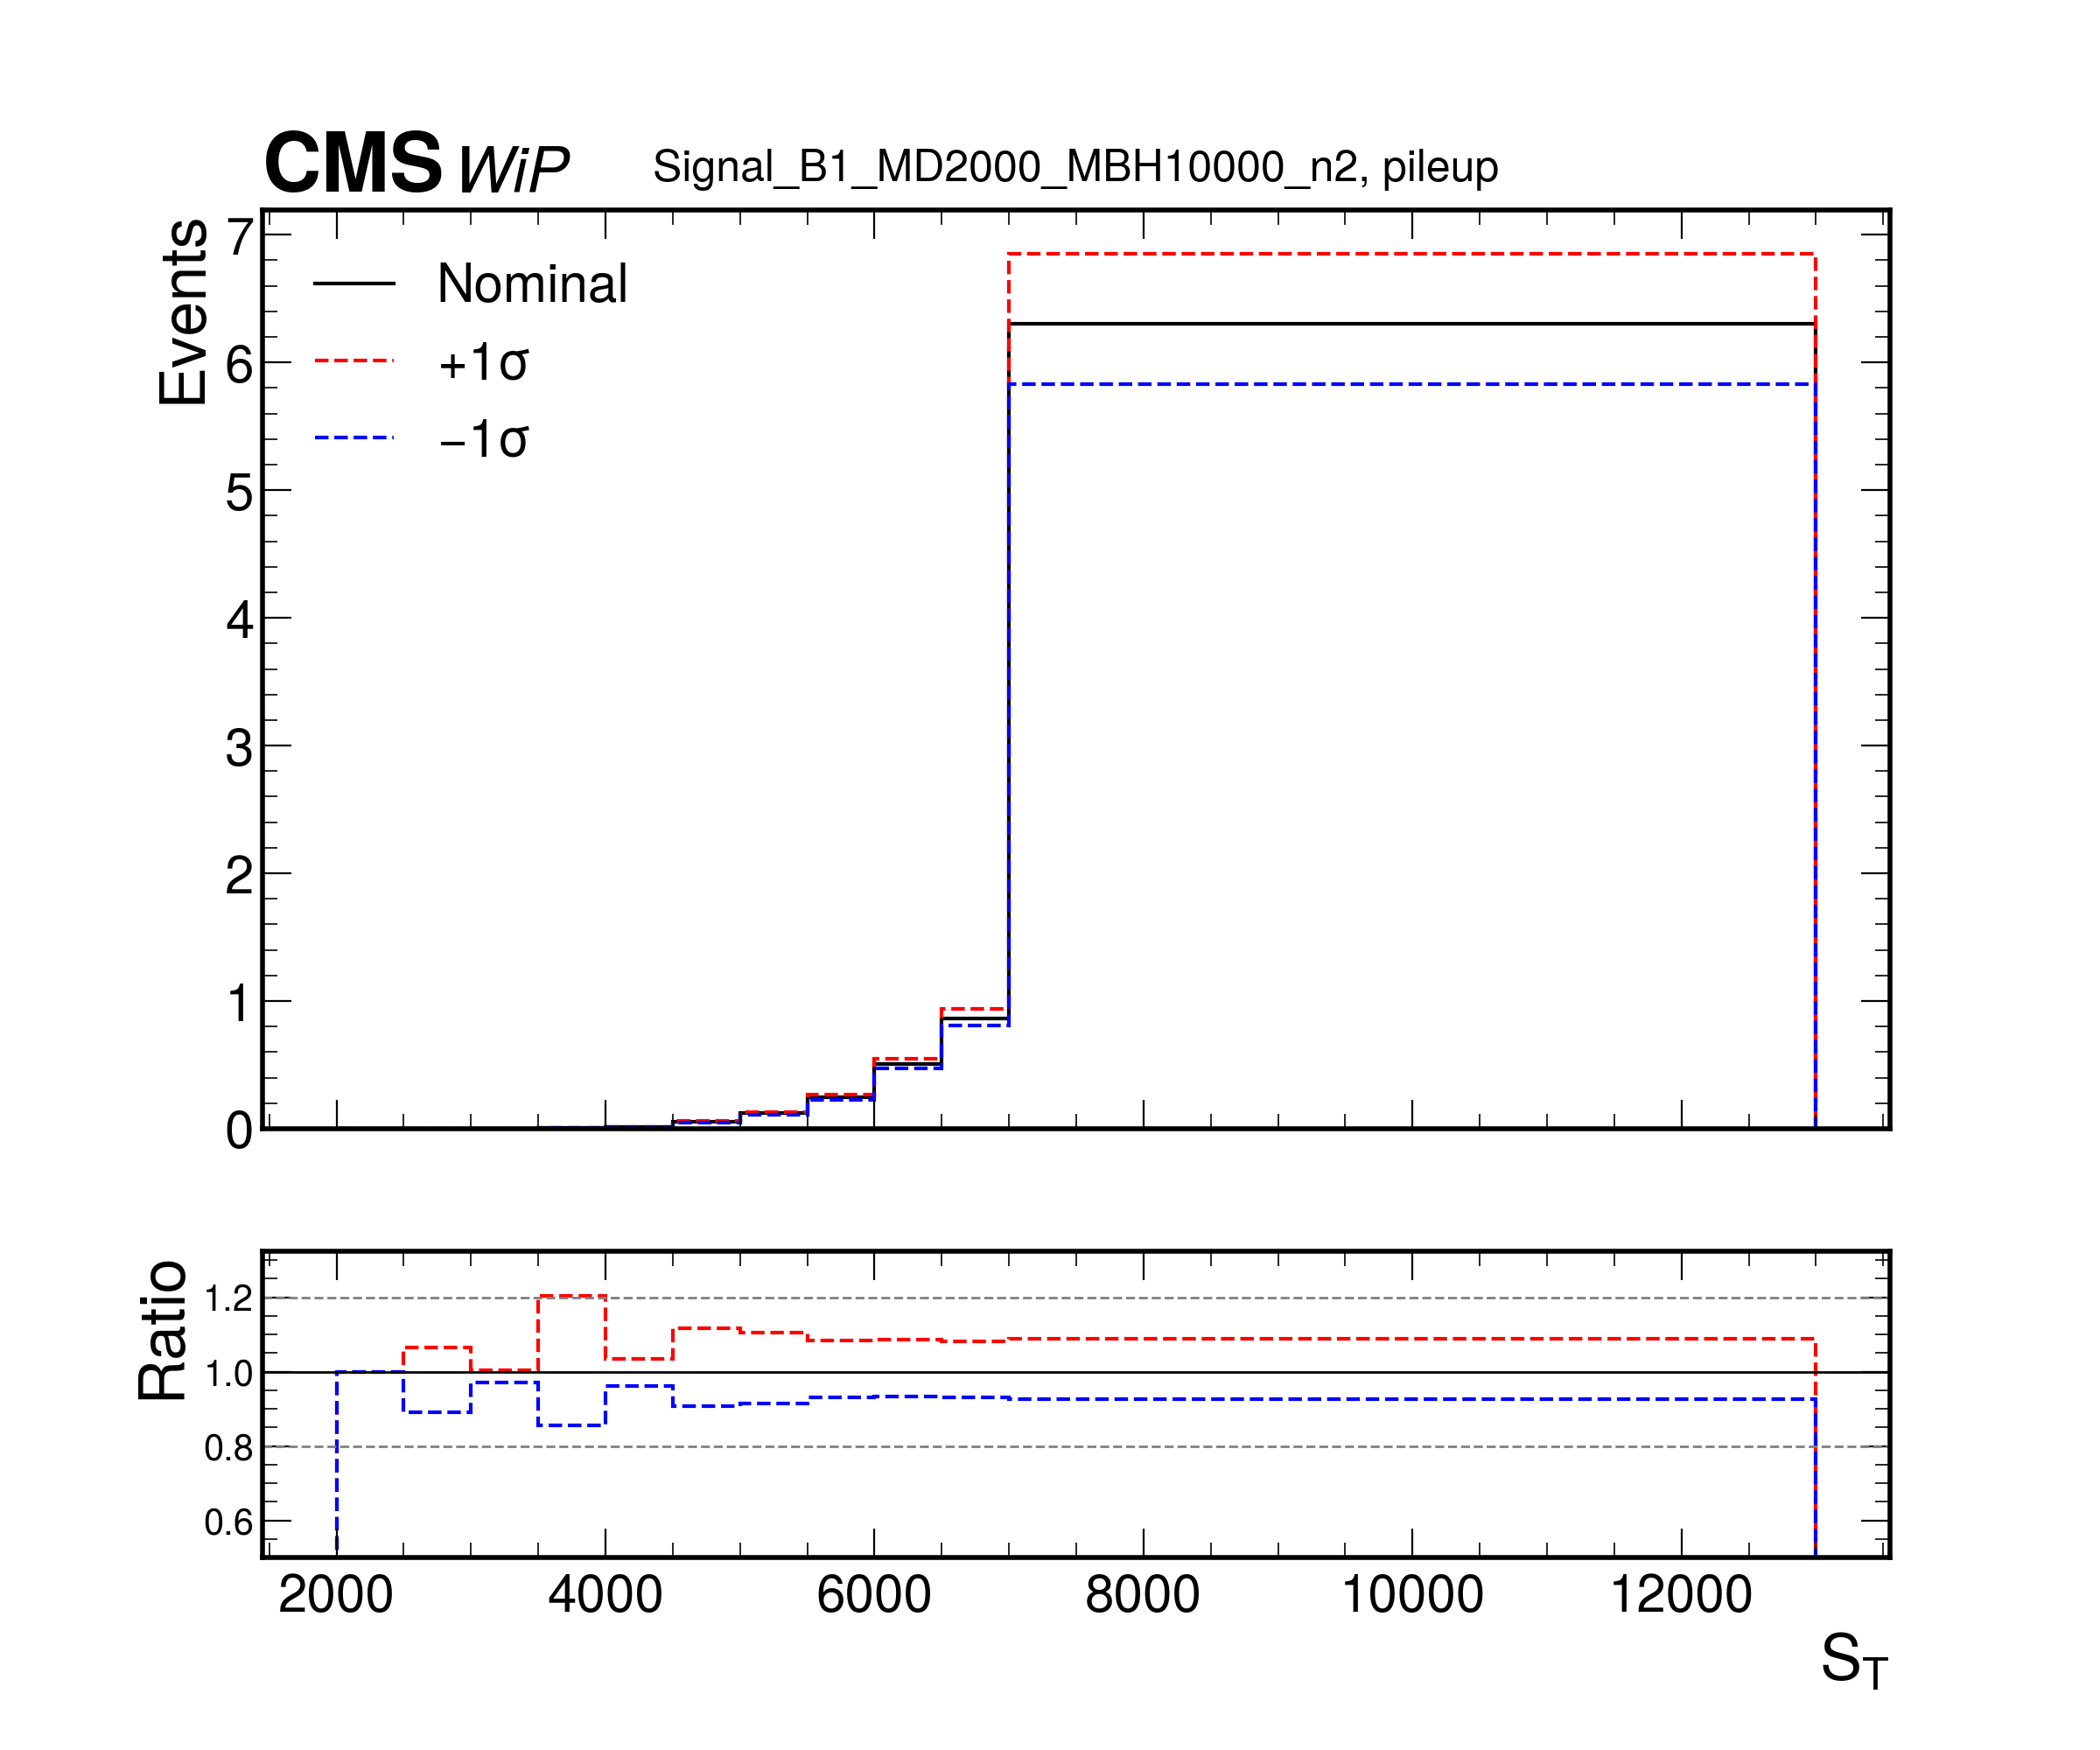 CMS WiP Signal_B1_MD2000_MBH10000_n2, pileup
Events
7
6
5
4
3
2
1
0
Nominal
+1σ
−1σ
Ratio
1.2
1.0
0.8
0.6
2000 4000 6000 8000 10000 12000
S_T